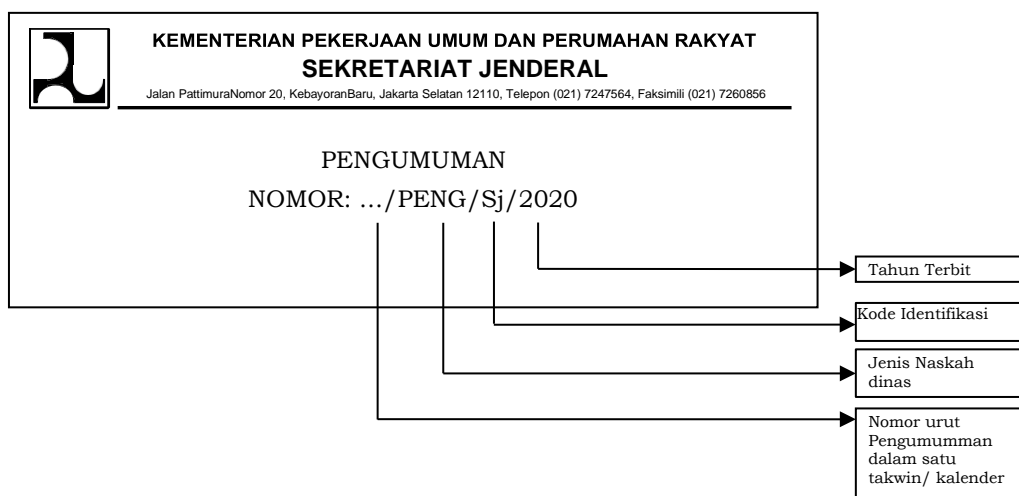 KEMENTERIAN PEKERJAAN UMUM DAN PERUMAHAN RAKYAT
SEKRETARIAT JENDERAL
Jalan PattimuraNomor 20, KebayoranBaru, Jakarta Selatan 12110, Telepon (021) 7247564, Faksimili (021) 7260856
PENGUMUMAN
NOMOR: .../PENG/Sj/2020
Tahun Terbit
Kode Identifikasi
Jenis Naskah
dinas
Nomor urut
Pengumumman
dalam satu
takwin/ kalender